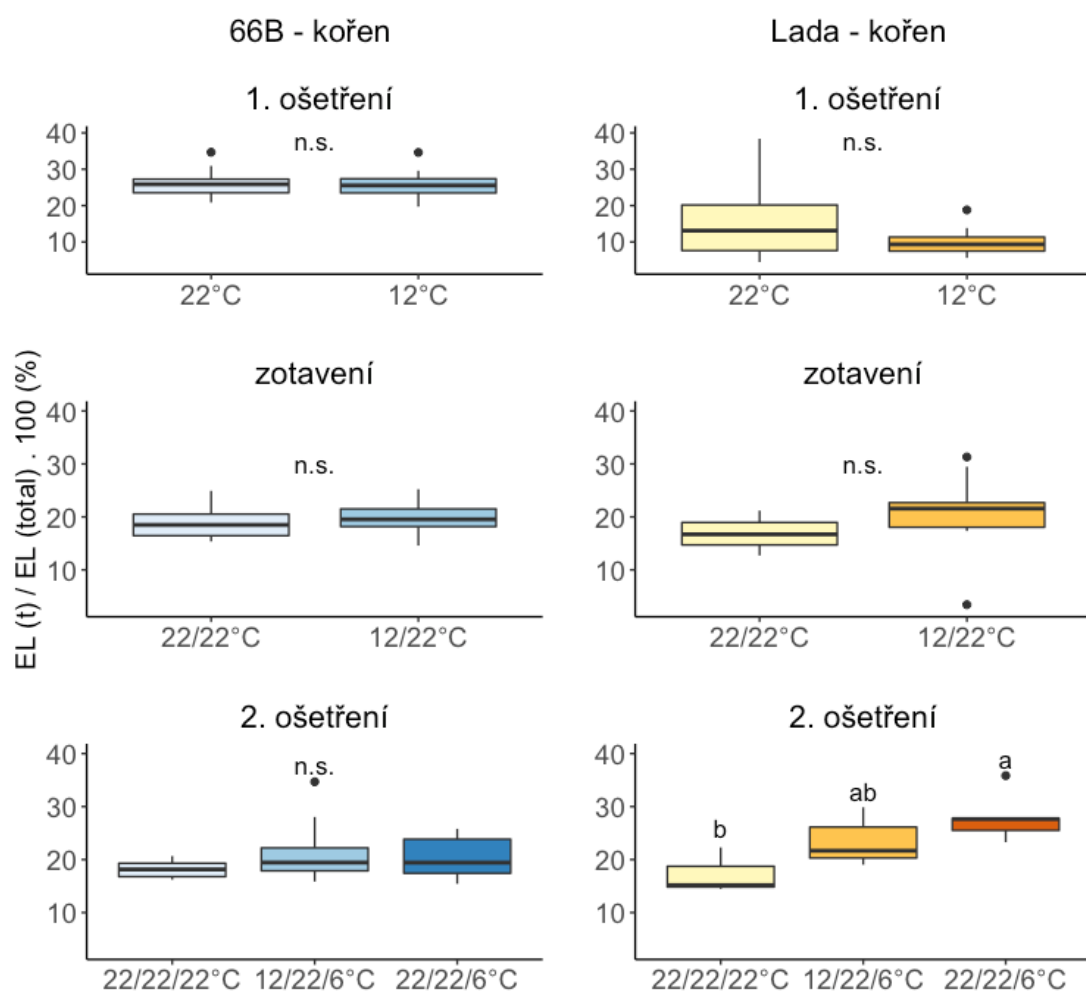 66B - kořen
Lada - kořen
EL (t) / EL (total) . 100 (%)
1. ošetření
40
30
20
10
n.s.
22°C
12°C
1. ošetření
40
30
20
10
n.s.
22°C
12°C
zotavení
40
30
20
10
n.s.
22/22°C
12/22°C
zotavení
40
30
20
10
n.s.
22/22°C
12/22°C
2. ošetření
40
30
20
10
n.s.
22/22/22°C
12/22/6°C
22/22/6°C
2. ošetření
40
30
20
10
b
ab
a
22/22/22°C
12/22/6°C
22/22/6°C